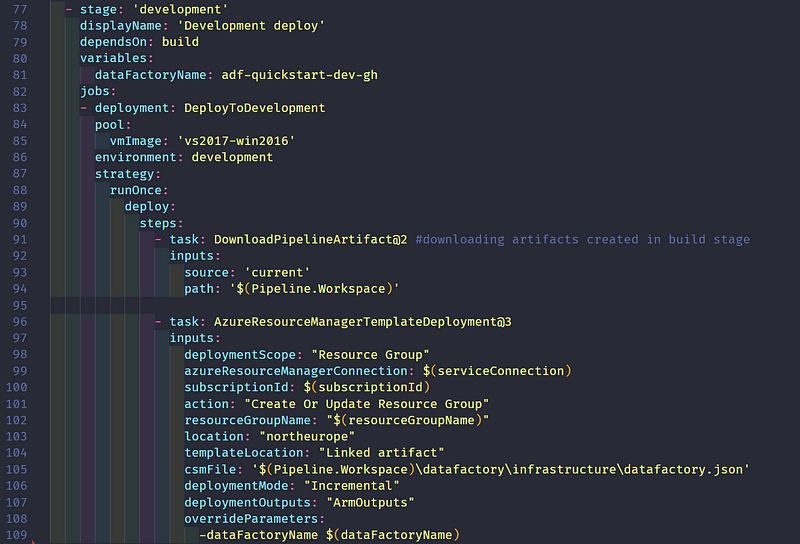 77 - stage: 'development'
78 displayName: 'Development deploy'
79 dependsOn: build
80 variables:
81 dataFactoryName: adf-quickstart-dev-gh
82 jobs:
83 - deployment: DeployToDevelopment
84 pool:
85 vmImage: 'vs2017-win2016'
86 environment: development
87 strategy:
88 runOnce:
89 deploy:
90 steps:
91 - task: DownloadPipelineArtifact@2 #downloading artifacts created in build stage
92 inputs:
93 source: 'current'
94 path: '$(Pipeline.Workspace)'
95
96 - task: AzureResourceManagerTemplateDeployment@3
97 inputs:
98 deploymentScope: "Resource Group"
99 azureResourceManagerConnection: $(serviceConnection)
100 subscriptionId: $(subscriptionId)
101 action: "Create Or Update Resource Group"
102 resourceGroupName: "$(resourceGroupName)"
103 location: "northeurope"
104 templateLocation: "Linked artifact"
105 csmFile: '$(Pipeline.Workspace)\datafactory\infrastructure\datafactory.json'
106 deploymentMode: "Incremental"
107 deploymentOutputs: "ArmOutputs"
108 overrideParameters:
109 -dataFactoryName $(dataFactoryName)